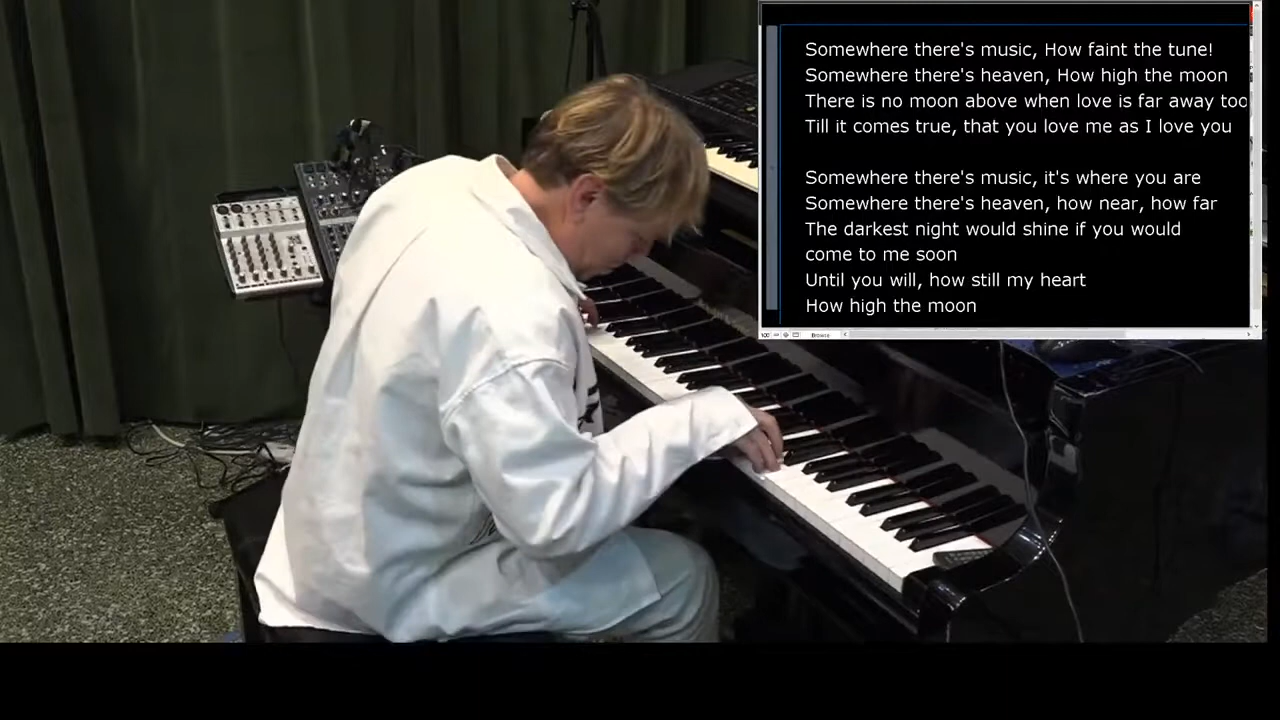 Somewhere there's music, How faint the tune!
Somewhere there's heaven, How high the moon
There is no moon above when love is far away too
Till it comes true, that you love me as I love you
Somewhere there's music, it's where you are
Somewhere there's heaven, how near, how far
The darkest night would shine if you would
come to me soon
Until you will, how still my heart
How high the moon
Browse